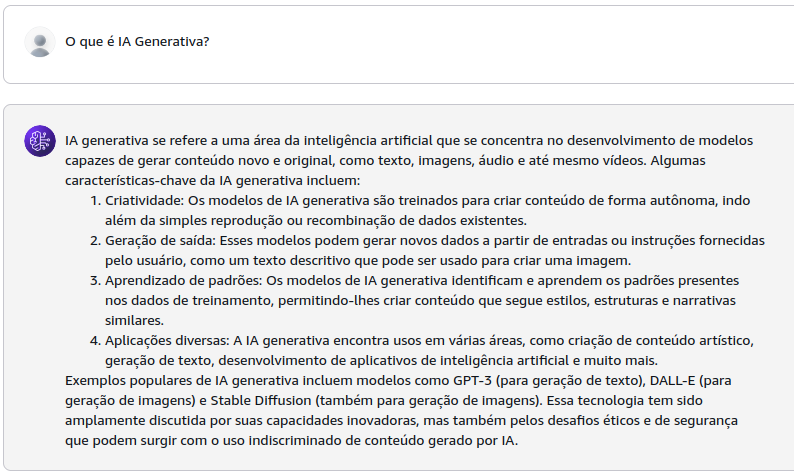 O que é IA Generativa?
IA generativa se refere a uma área da inteligência artificial que se concentra no desenvolvimento de modelos
capazes de gerar conteúdo novo e original, como texto, imagens, áudio e até mesmo vídeos. Algumas
características-chave da IA generativa incluem:
1. Criatividade: Os modelos de IA generativa são treinados para criar conteúdo de forma autônoma, indo
além da simples reprodução ou recombinação de dados existentes.
2. Geração de saída: Esses modelos podem gerar novos dados a partir de entradas ou instruções fornecidas
pelo usuário, como um texto descritivo que pode ser usado para criar uma imagem.
3. Aprendizado de padrões: Os modelos de IA generativa identificam e aprendem os padrões presentes
nos dados de treinamento, permitindo-lhes criar conteúdo que segue estilos, estruturas e narrativas
similares.
4. Aplicações diversas: A IA generativa encontra usos em várias áreas, como criação de conteúdo artístico,
geração de texto, desenvolvimento de aplicativos de inteligência artificial e muito mais.
Exemplos populares de IA generativa incluem modelos como GPT-3 (para geração de texto), DALL-E (para
geração de imagens) e Stable Diffusion (também para geração de imagens). Essa tecnologia tem sido
amplamente discutida por suas capacidades inovadoras, mas também pelos desafios éticos e de segurança
que podem surgir com o uso indiscriminado de conteúdo gerado por IA.